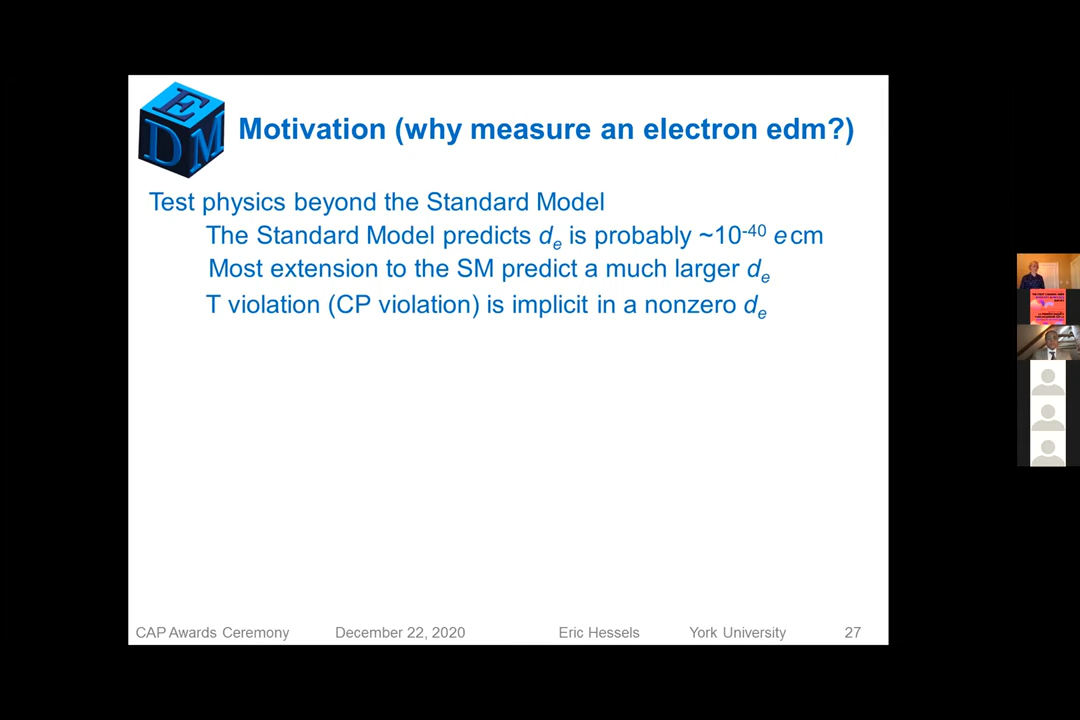 E
D M
Motivation (why measure an electron edm?)
Test physics beyond the Standard Model
The Standard Model predicts dₑ is probably ~10⁻⁴⁰ e cm
Most extension to the SM predict a much larger dₑ
T violation (CP violation) is implicit in a nonzero dₑ
CAP Awards Ceremony December 22, 2020 Eric Hessels York University 27